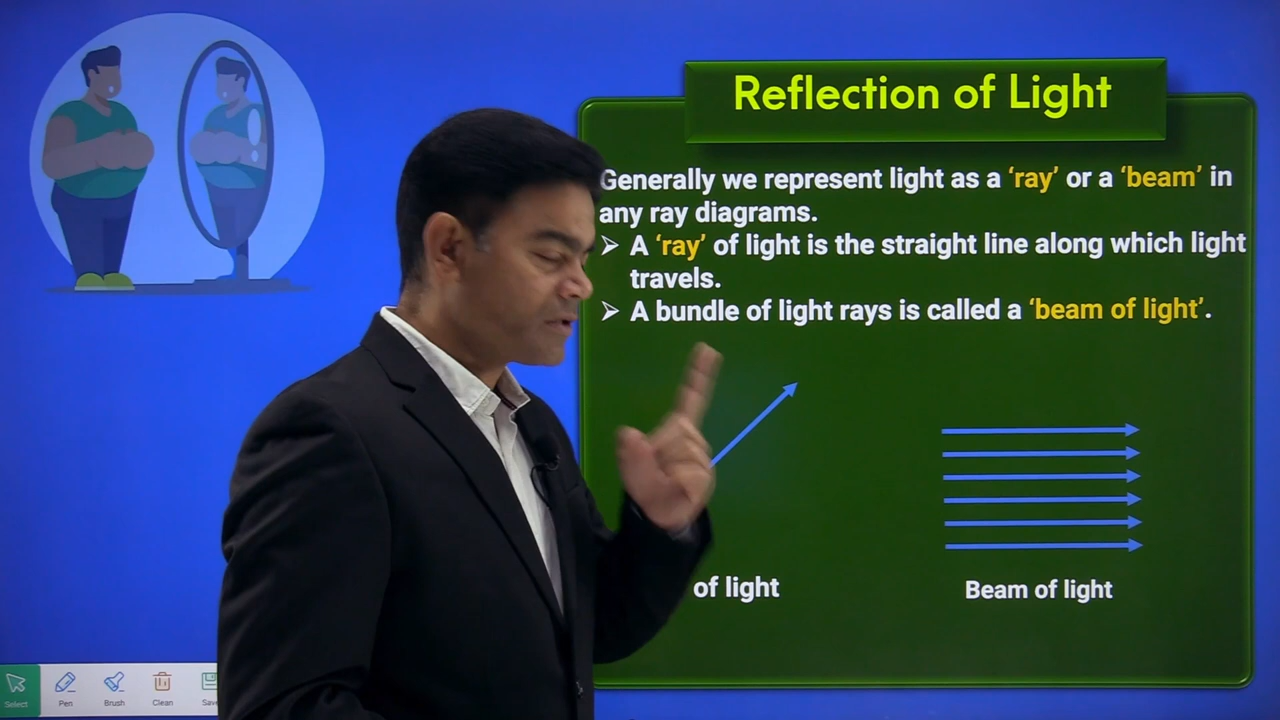 Reflection of Light
Generally we represent light as a ‘ray’ or a ‘beam’ in
any ray diagrams.
➢ A ‘ray’ of light is the straight line along which light
travels.
➢ A bundle of light rays is called a ‘beam of light’.
of light
Beam of light
Select
Pen
Brush
Clean